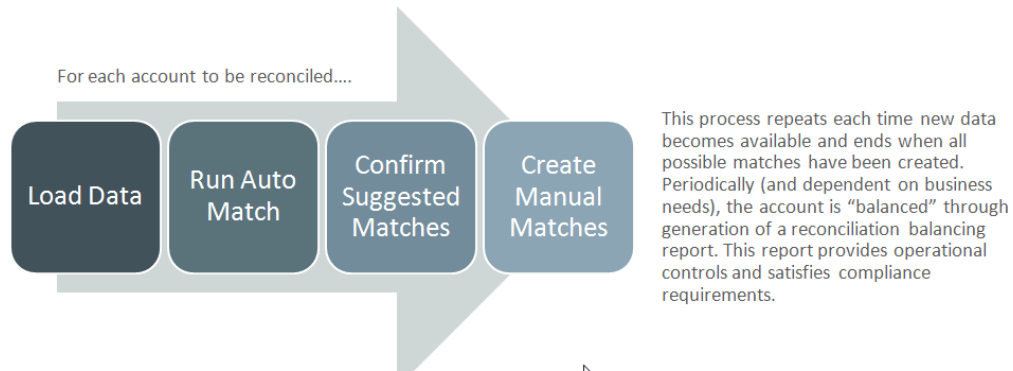 For each account to be reconciled....
Load Data
Run Auto
Match
Confirm
Suggested
Matches
Create
Manual
Matches
This process repeats each time new data
becomes available and ends when all
possible matches have been created.
Periodically (and dependent on business
needs), the account is “balanced” through
generation of a reconciliation balancing
report. This report provides operational
controls and satisfies compliance
requirements.